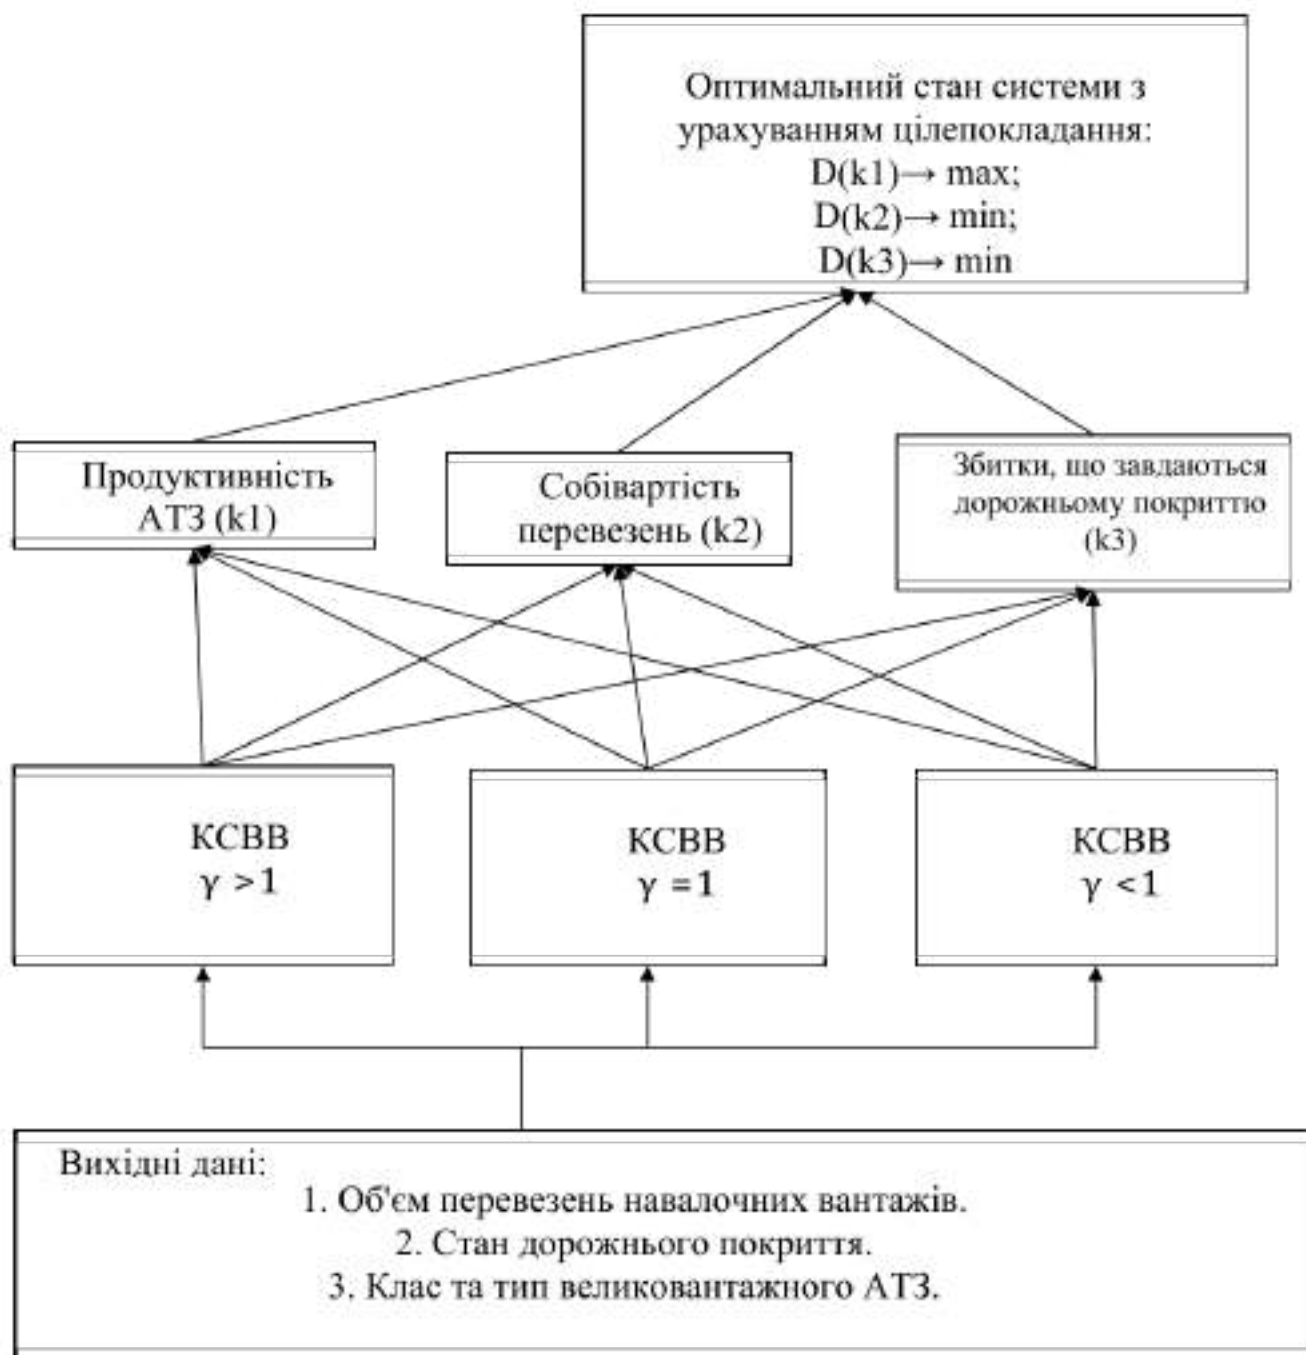 Оптимальний стан системи з
урахуванням цілепокладання:
D(k1)→ max;
D(k2)→ min;
D(k3)→ min
Продуктивність
АТЗ (k1)
Собівартість
перевезень (k2)
Збитки, що завдаються
дорожньому покриттю
(k3)
КСВВ
γ >1
КСВВ
γ =1
КСВВ
γ <1
Вихідні дані:
1. Об'єм перевезень навалочних вантажів.
2. Стан дорожнього покриття.
3. Клас та тип великовантажного АТЗ.